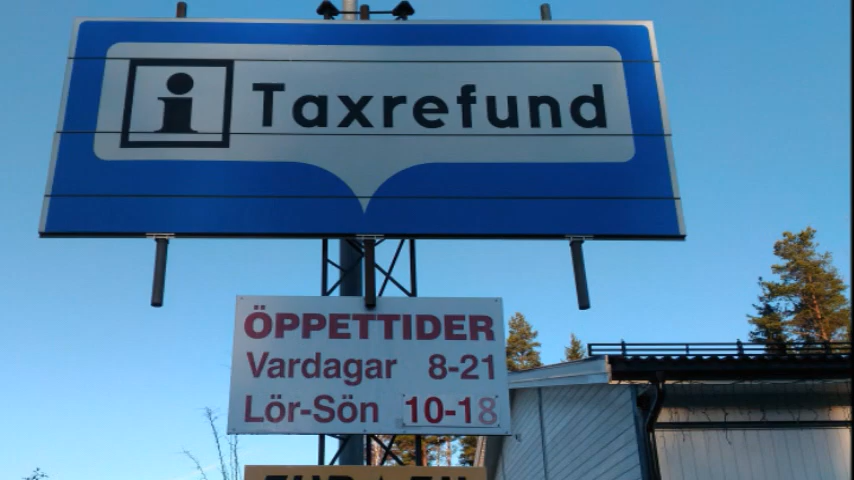 i Taxrefund
ÖPPETTIDER
Vardagar 8-21
Lör-Sön 10-18